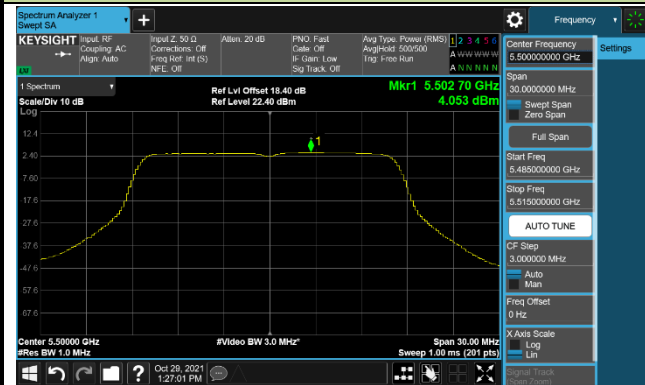 Spectrum Analyzer 1
Swept SA
Frequency
KEYSIGHT
Input: RF
Coupling: AC
Align: Auto
Input Z: 50 Ω
Corrections: Off
Freq Ref: Int (S)
NFE: Off
Atten: 20 dB
PNO: Fast
Gate: Off
IF Gain: Low
Sig Track: Off
Avg Type: Power (RMS)
Avg|Hold: 500/500
Trig: Free Run
1 2 3 4 5 6
A W W W W W
A N N N N N
1 Spectrum
Scale/Div 10 dB
Log
Ref Lvl Offset 18.40 dB
Ref Level 22.40 dBm
Mkr1 5.502 70 GHz
4.053 dBm
12.4
2.40
-7.60
-17.6
-27.6
-37.6
-47.6
-57.6
-67.6
1
Center 5.50000 GHz
#Res BW 1.0 MHz
#Video BW 3.0 MHz*
Span 30.00 MHz
Sweep 1.00 ms (201 pts)
Oct 29, 2021
1:27:01 PM
Center Frequency
5.500000000 GHz
Span
30.0000000 MHz
Swept Span
Zero Span
Full Span
Start Freq
5.485000000 GHz
Stop Freq
5.515000000 GHz
AUTO TUNE
CF Step
3.000000 MHz
Auto
Man
Freq Offset
0 Hz
X Axis Scale
Log
Lin
Signal Track
(Span Zoom)
Settings